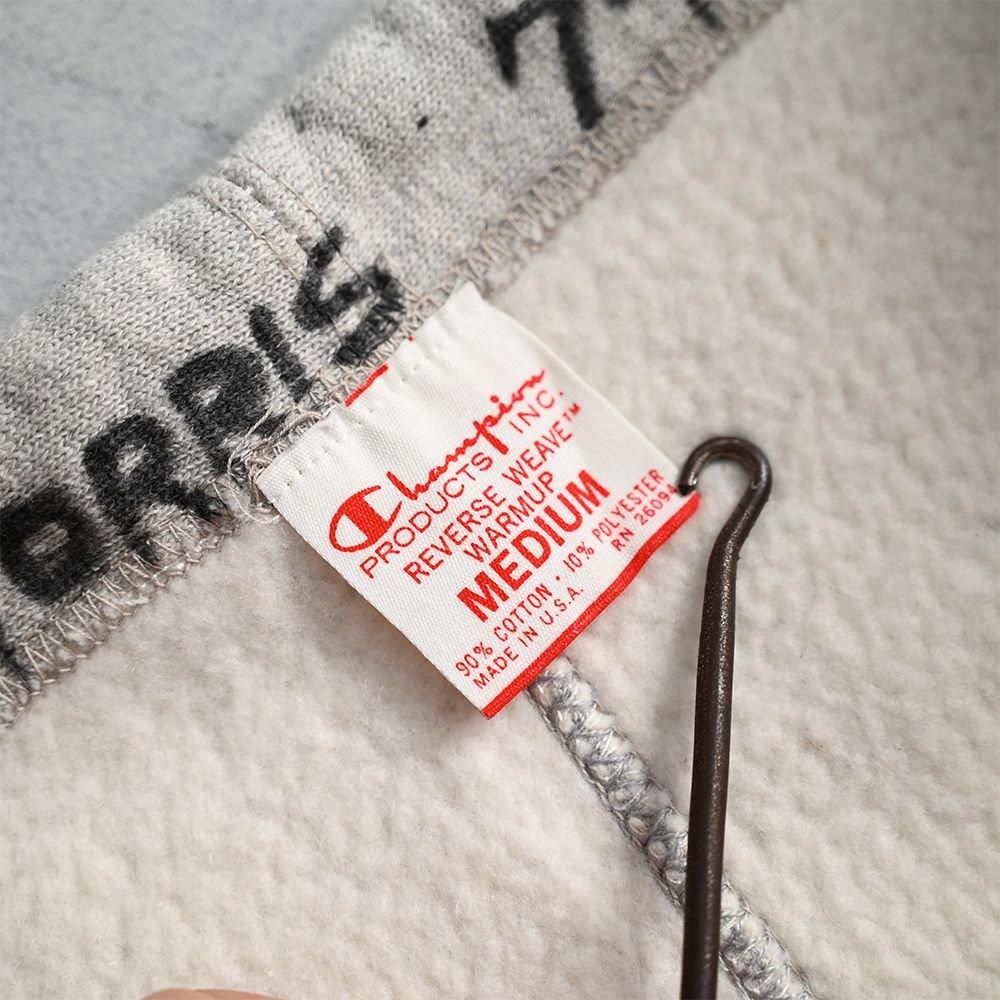 ORRIS
Champion
PRODUCTS INC.
REVERSE WEAVE™
WARMUP
MEDIUM
90% COTTON • 10% POLYESTER
MADE IN U.S.A. RN 26094